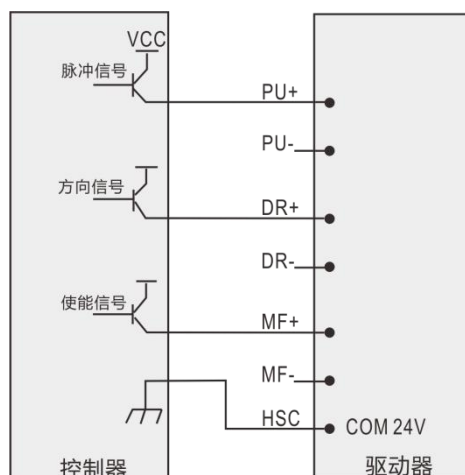 VCC
脉冲信号
PU+
PU-
方向信号
DR+
DR-
使能信号
MF+
MF-
HSC
COM 24V
控制器
驱动器